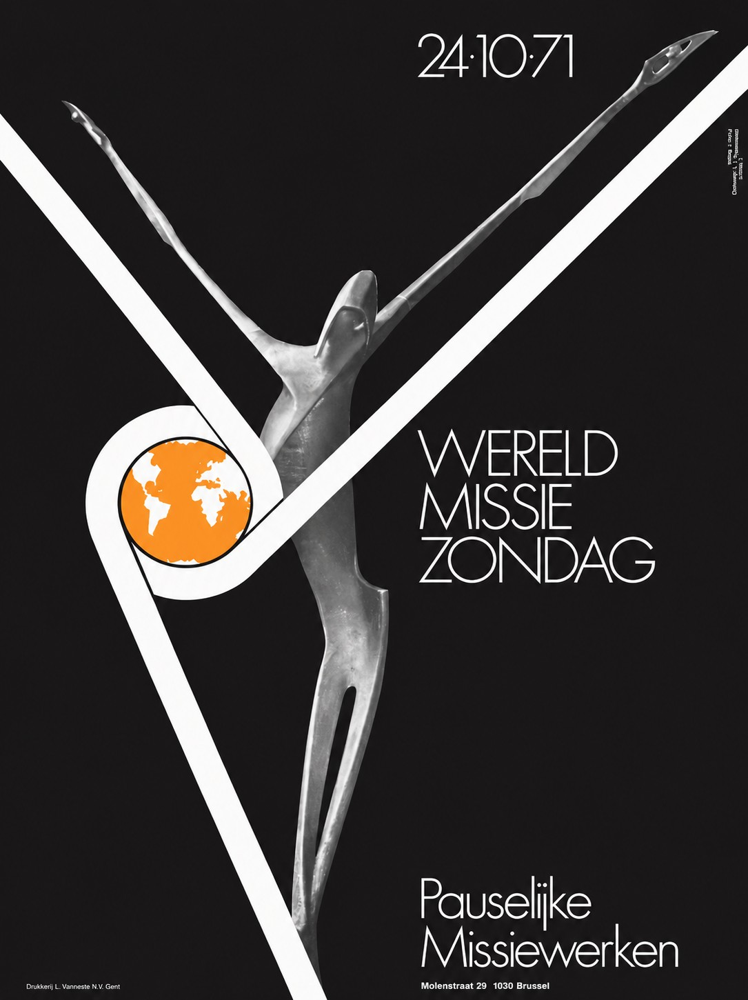 24·10·71
WERELD
MISSIE
ZONDAG
Pauselijke
Missiewerken
Molenstraat 29 1030 Brussel
Drukkerij L. Vanneste N.V. Gent